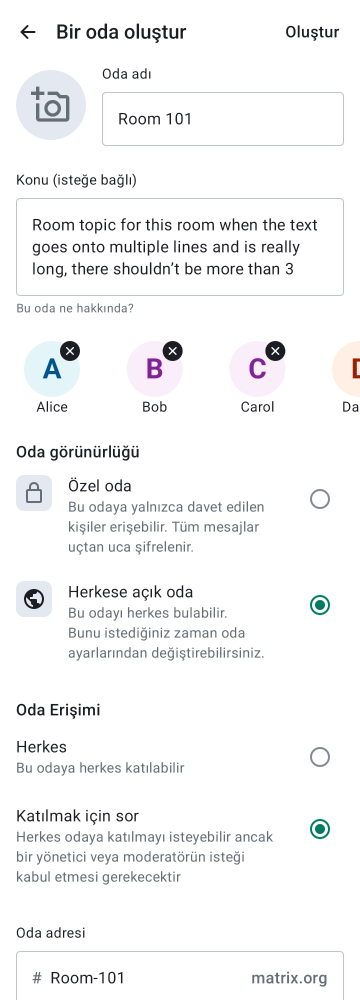 Bir oda oluştur
Oluştur
Oda adı
Room 101
Konu (isteğe bağlı)
Room topic for this room when the text
goes onto multiple lines and is really
long, there shouldn’t be more than 3
Bu oda ne hakkında?
A
B
C
D
Alice
Bob
Carol
Da
Oda görünürlüğü
Özel oda
Bu odaya yalnızca davet edilen
kişiler erişebilir. Tüm mesajlar
uçtan uca şifrelenir.
Herkese açık oda
Bu odayı herkes bulabilir.
Bunu istediğiniz zaman oda
ayarlarından değiştirebilirsiniz.
Oda Erişimi
Herkes
Bu odaya herkes katılabilir
Katılmak için sor
Herkes odaya katılmayı isteyebilir ancak
bir yönetici veya moderatörün isteği
kabul etmesi gerekecektir
Oda adresi
# Room-101
matrix.org